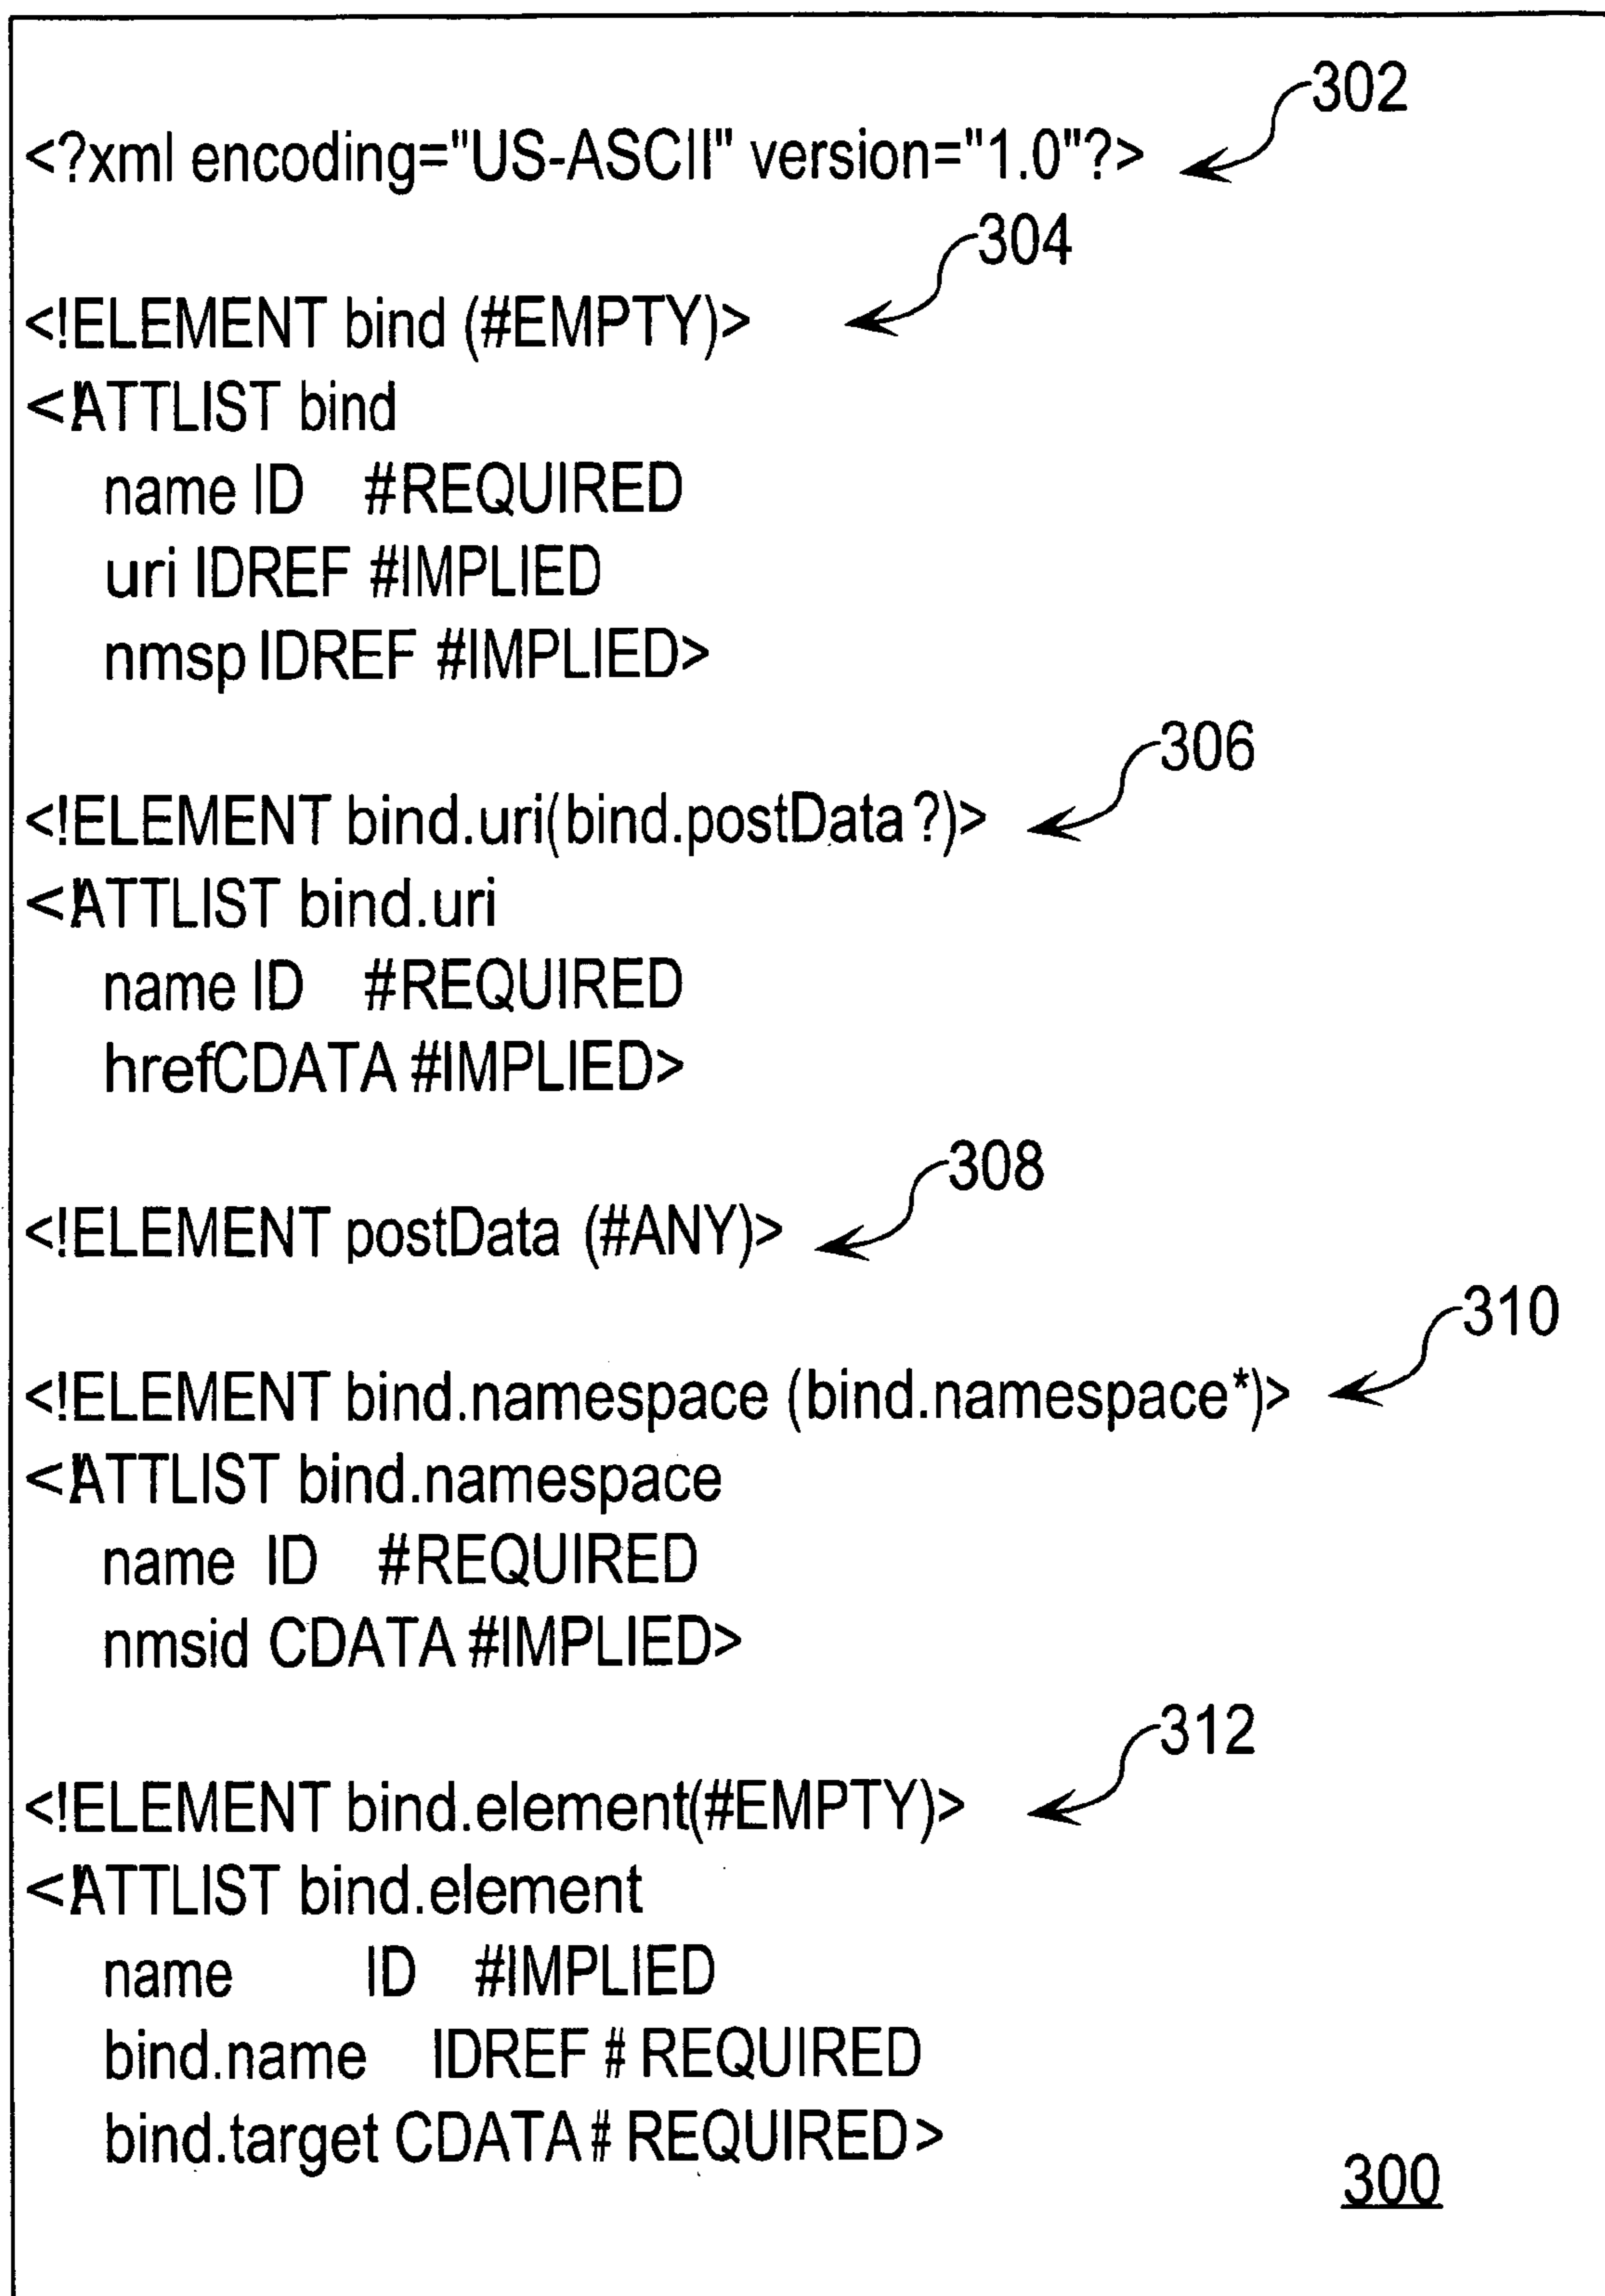 302
<?xml encoding="US-ASCII" version="1.0"?>
304
<!ELEMENT bind (#EMPTY)>
<!ATTLIST bind
name ID #REQUIRED
uri IDREF #IMPLIED
nmsp IDREF #IMPLIED>
306
<!ELEMENT bind.uri(bind.postData?)>
<!ATTLIST bind.uri
name ID #REQUIRED
hrefCDATA #IMPLIED>
308
<!ELEMENT postData (#ANY)>
310
<!ELEMENT bind.namespace (bind.namespace*)>
<!ATTLIST bind.namespace
name ID #REQUIRED
nmsid CDATA #IMPLIED>
312
<!ELEMENT bind.element(#EMPTY)>
<!ATTLIST bind.element
name ID #IMPLIED
bind.name IDREF # REQUIRED
bind.target CDATA # REQUIRED>
300